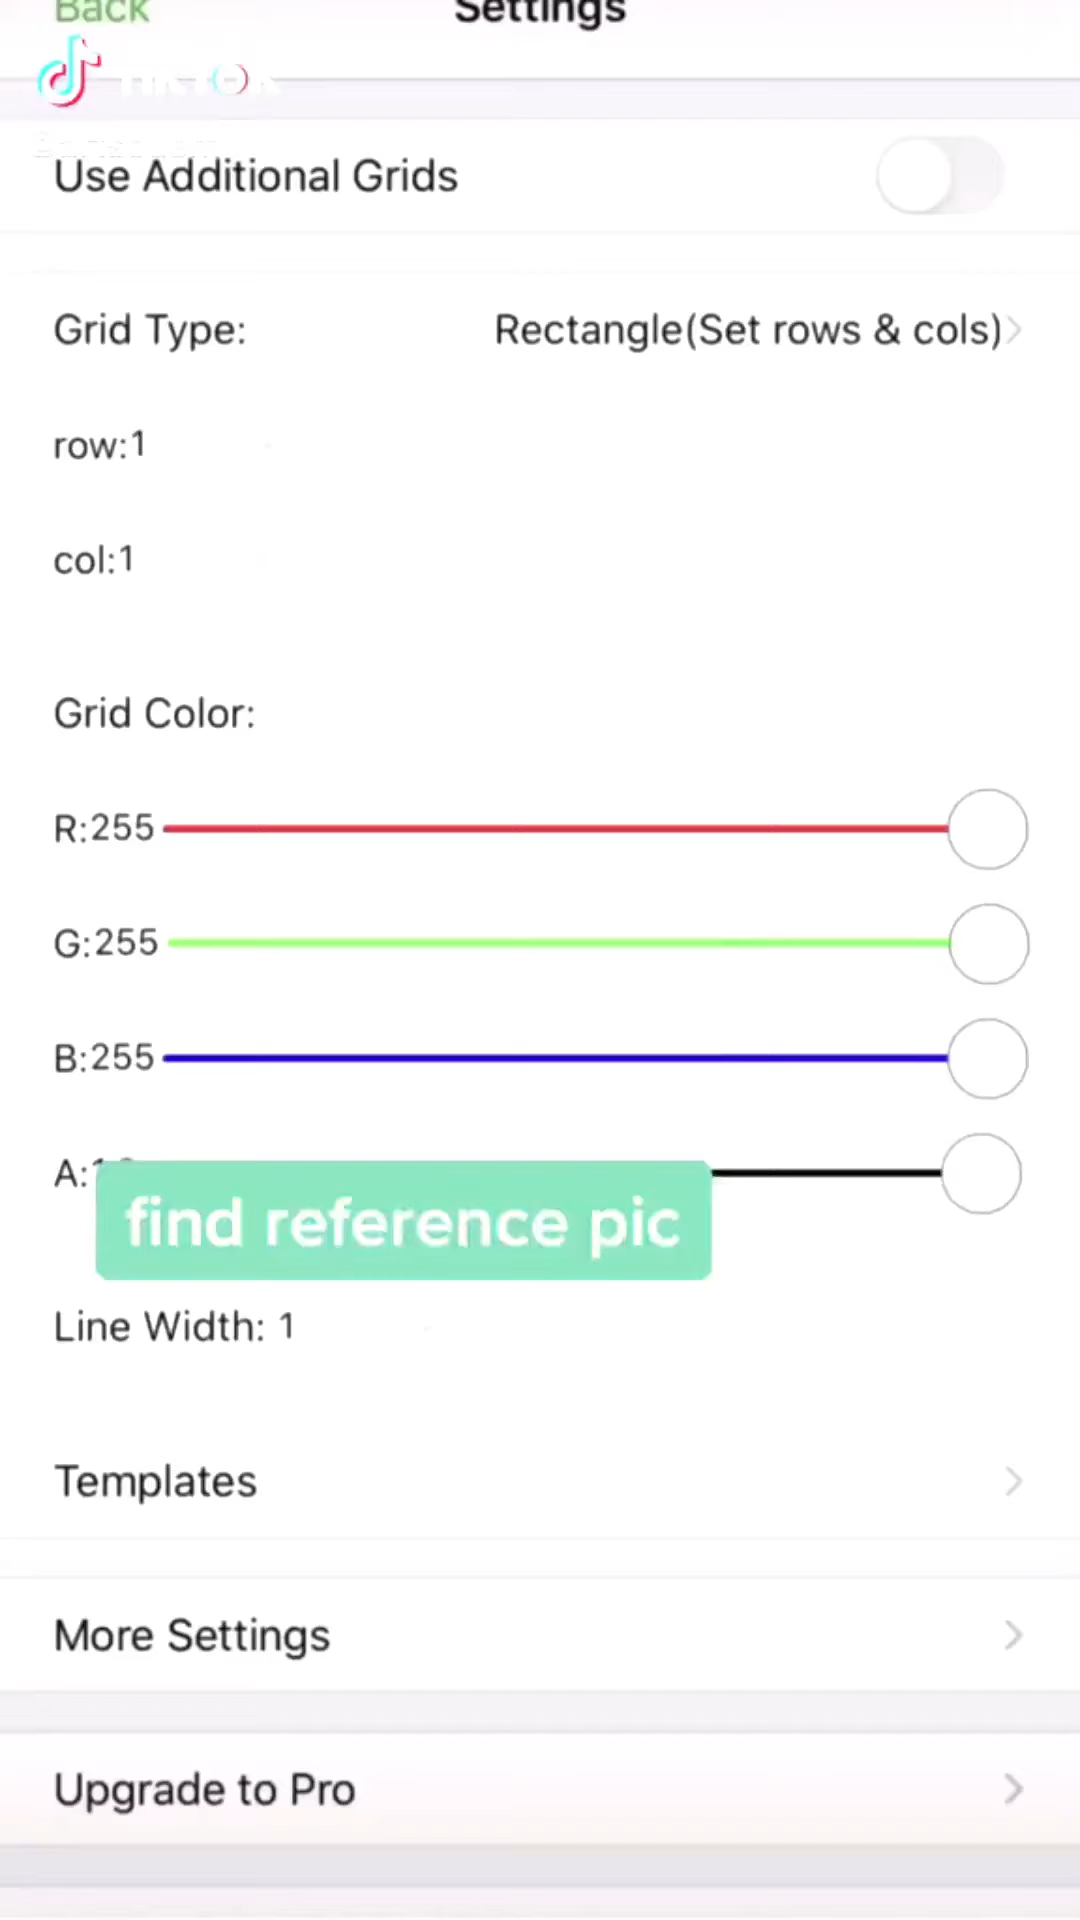 Back
Settings
TikTok
Use Additional Grids
Grid Type:
Rectangle(Set rows & cols)
row:1
col:1
Grid Color:
R:255
G:255
B:255
A:
find reference pic
Line Width: 1
Templates
More Settings
Upgrade to Pro